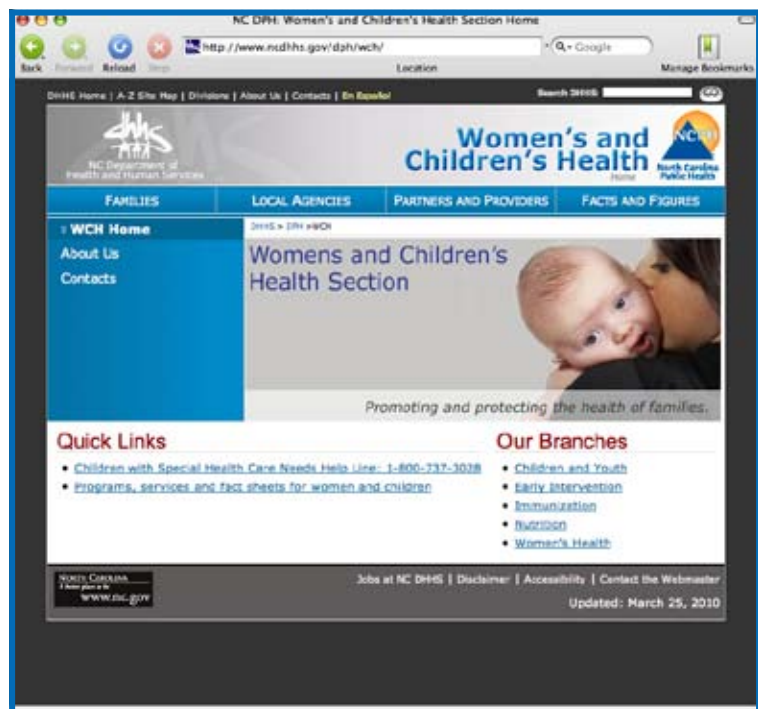 NC DPH: Women's and Children's Health Section Home
http://www.ncdhhs.gov/dph/wch/
Google
Back Forward Reload Stop
Location
Manage Bookmarks
DHHS Home | A-Z Site Map | Divisions | About Us | Contacts | En Español
Search DHHS:
GO
dhhs
NC Department of
Health and Human Services
Women's and
Children's Health
Home
NCPH
North Carolina
Public Health
FAMILIES
LOCAL AGENCIES
PARTNERS AND PROVIDERS
FACTS AND FIGURES
WCH Home
About Us
Contacts
DHHS > DPH >WCH
Womens and Children's
Health Section
Promoting and protecting the health of families.
Quick Links
• Children with Special Health Care Needs Help Line: 1-800-737-3028
• Programs, services and fact sheets for women and children
Our Branches
• Children and Youth
• Early Intervention
• Immunization
• Nutrition
• Women's Health
NORTH CAROLINA
www.nc.gov
Jobs at NC DHHS | Disclaimer | Accessibility | Contact the Webmaster
Updated: March 25, 2010